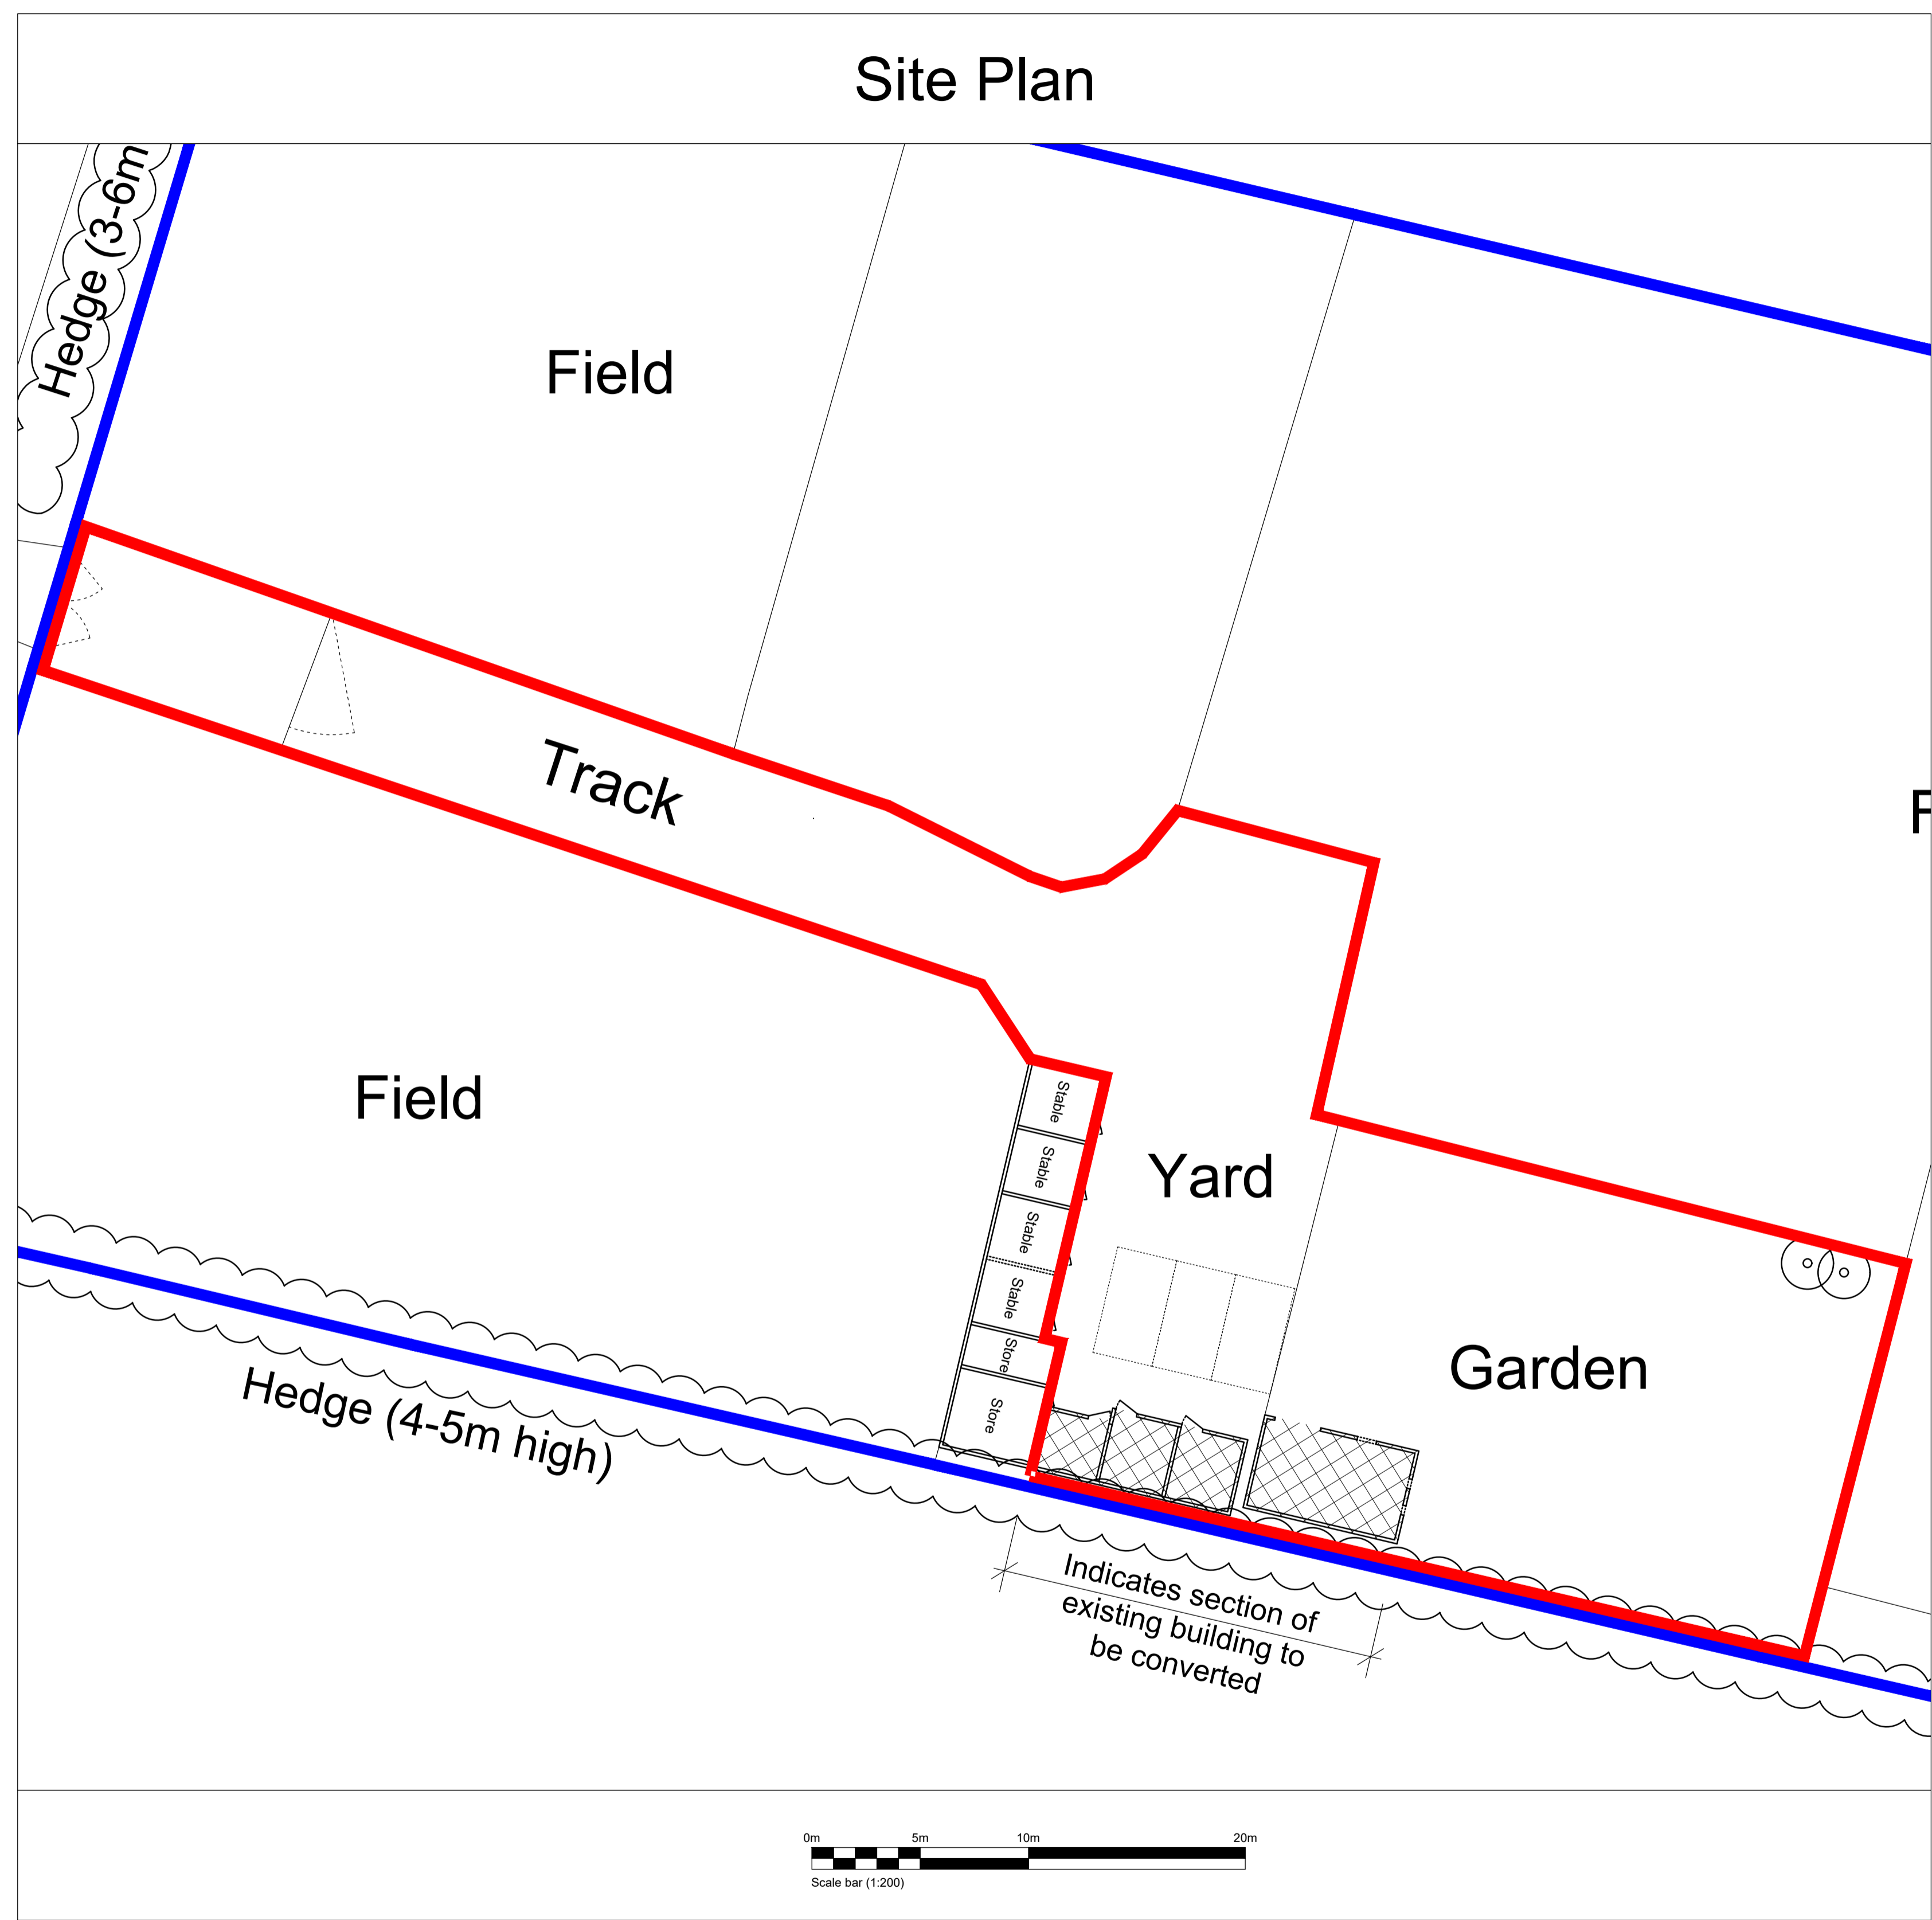 Site Plan
Hedge (3-6m
Field
Track
F
Field
Stable
Stable
Stable
Stable
Store
Store
Yard
Garden
Hedge (4-5m high)
Indicates section of
existing building to
be converted
0m 5m 10m 20m
Scale bar (1:200)